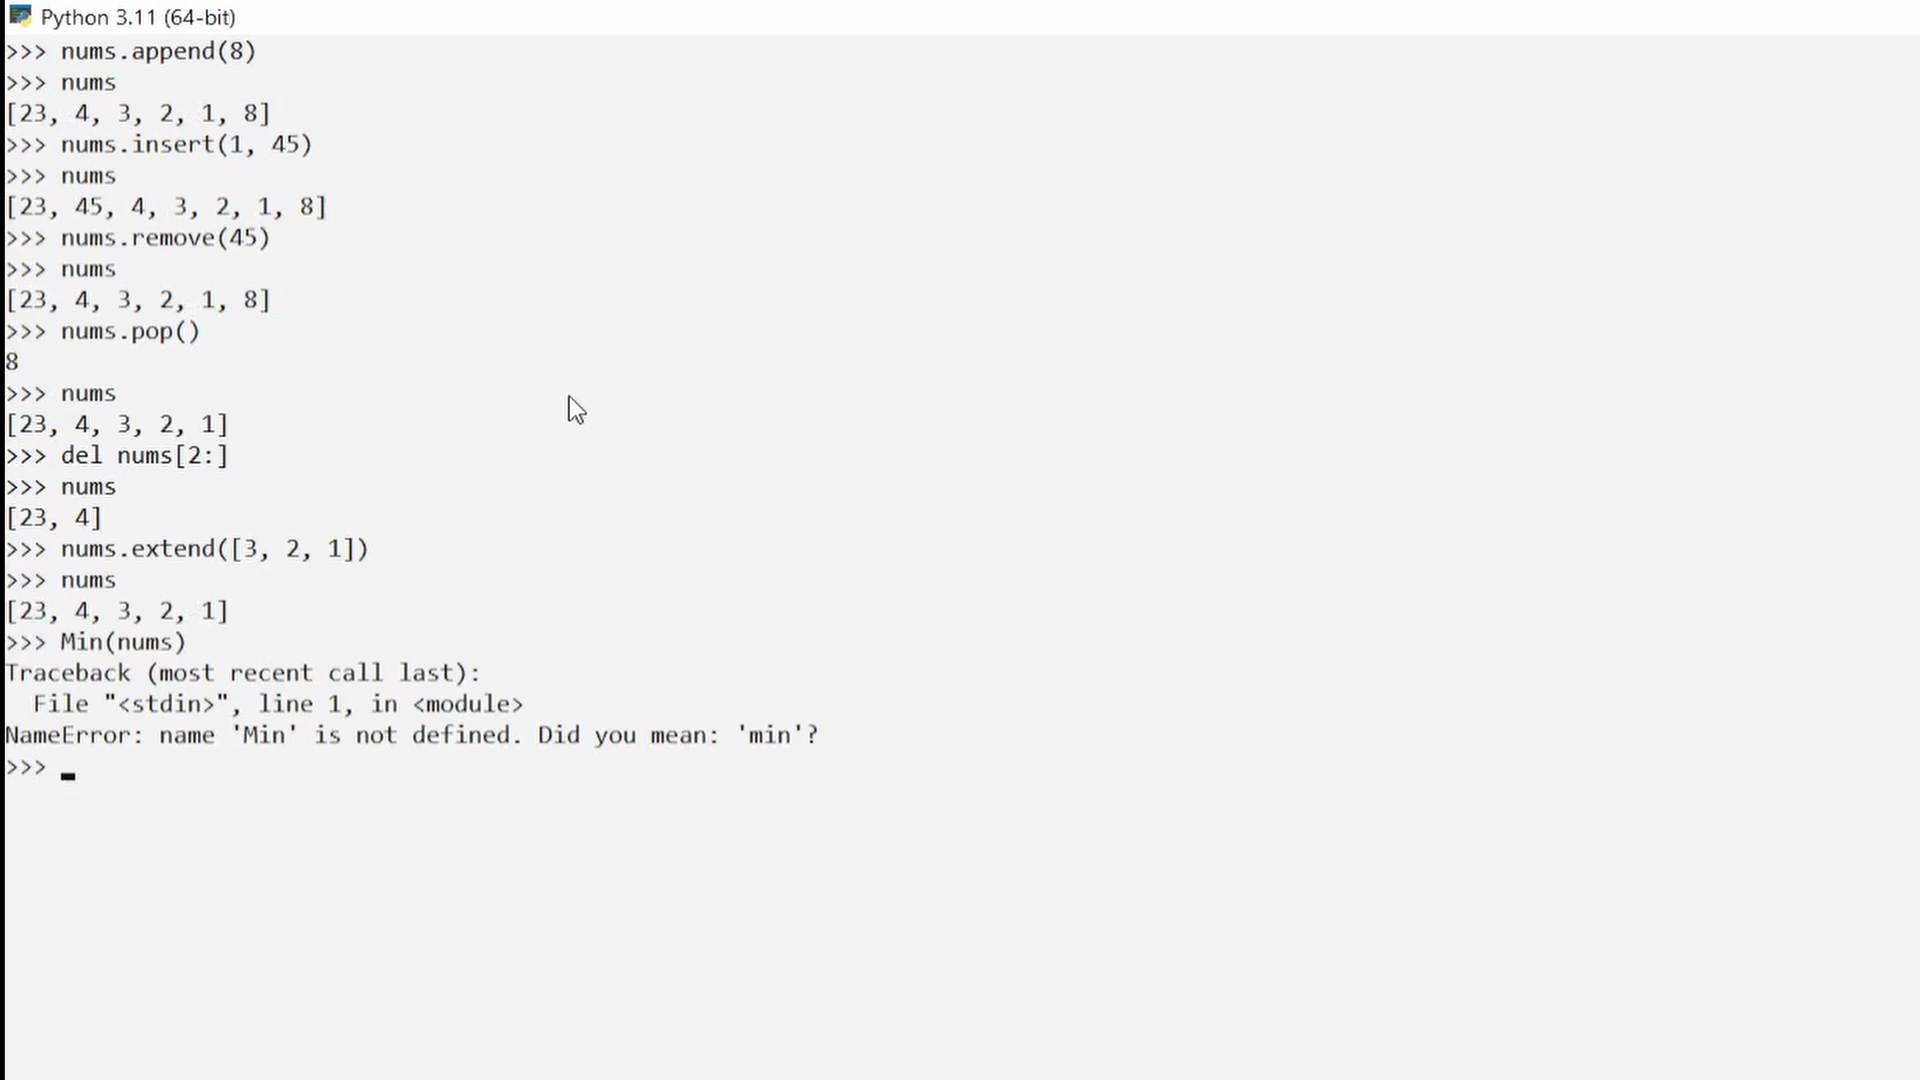 Python 3.11 (64-bit)
>>> nums.append(8)
>>> nums
[23, 4, 3, 2, 1, 8]
>>> nums.insert(1, 45)
>>> nums
[23, 45, 4, 3, 2, 1, 8]
>>> nums.remove(45)
>>> nums
[23, 4, 3, 2, 1, 8]
>>> nums.pop()
8
>>> nums
[23, 4, 3, 2, 1]
>>> del nums[2:]
>>> nums
[23, 4]
>>> nums.extend([3, 2, 1])
>>> nums
[23, 4, 3, 2, 1]
>>> Min(nums)
Traceback (most recent call last):
  File "<stdin>", line 1, in <module>
NameError: name 'Min' is not defined. Did you mean: 'min'?
>>>